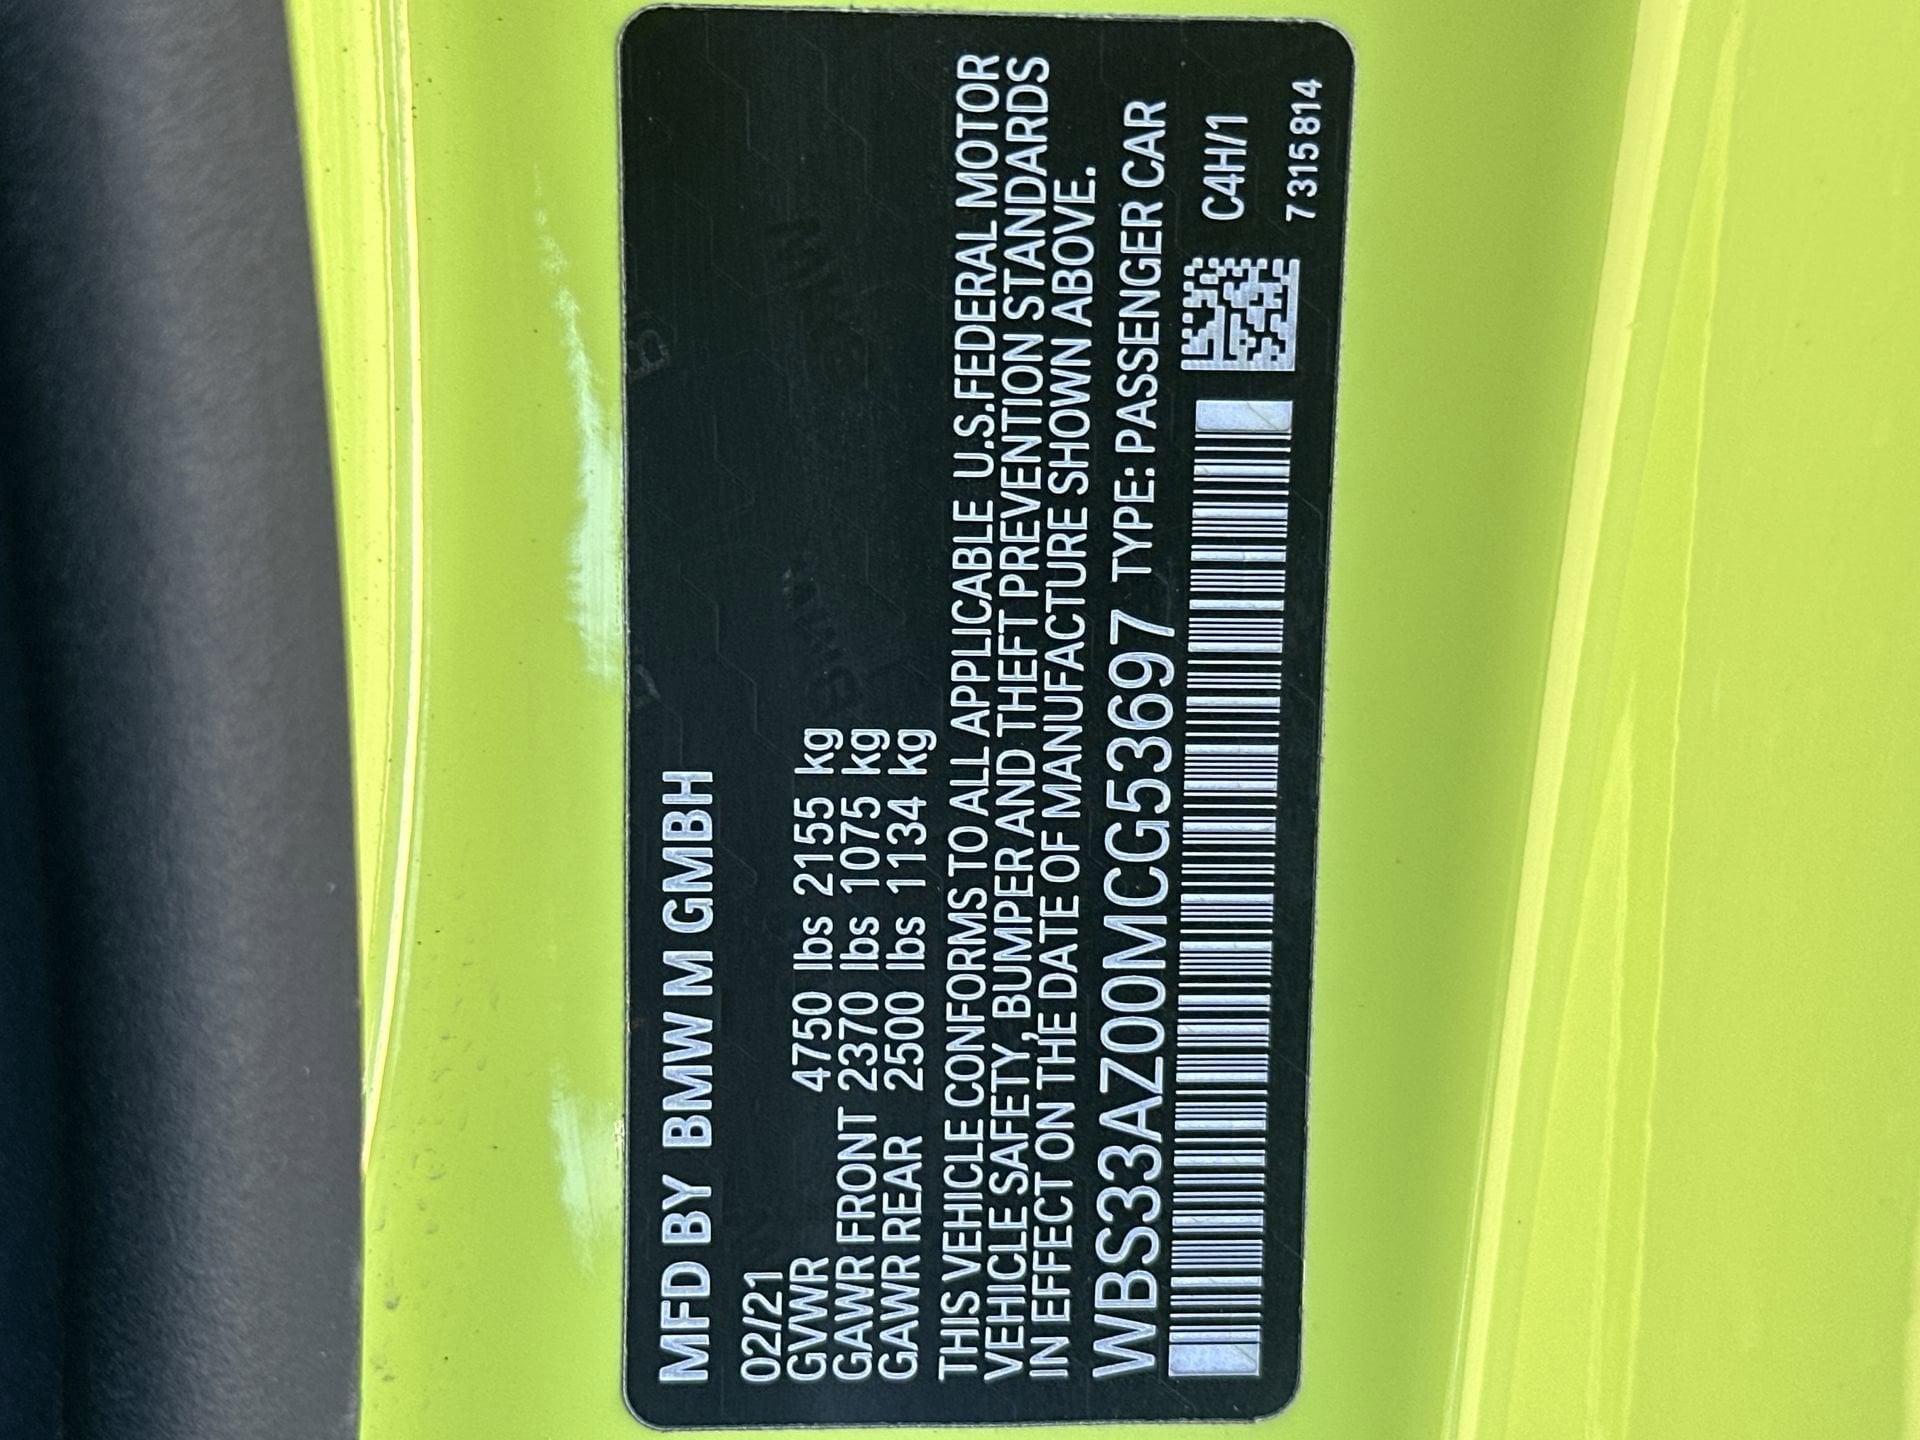 MFD BY BMW M GMBH
02/21
GVWR 4750 lbs 2155 kg
GAWR FRONT 2370 lbs 1075 kg
GAWR REAR 2500 lbs 1134 kg
THIS VEHICLE CONFORMS TO ALL APPLICABLE U.S.FEDERAL MOTOR
VEHICLE SAFETY, BUMPER AND THEFT PREVENTION STANDARDS
IN EFFECT ON THE DATE OF MANUFACTURE SHOWN ABOVE.
WBS33AZ00MCG53697 TYPE: PASSENGER CAR
C4H/1
7315814